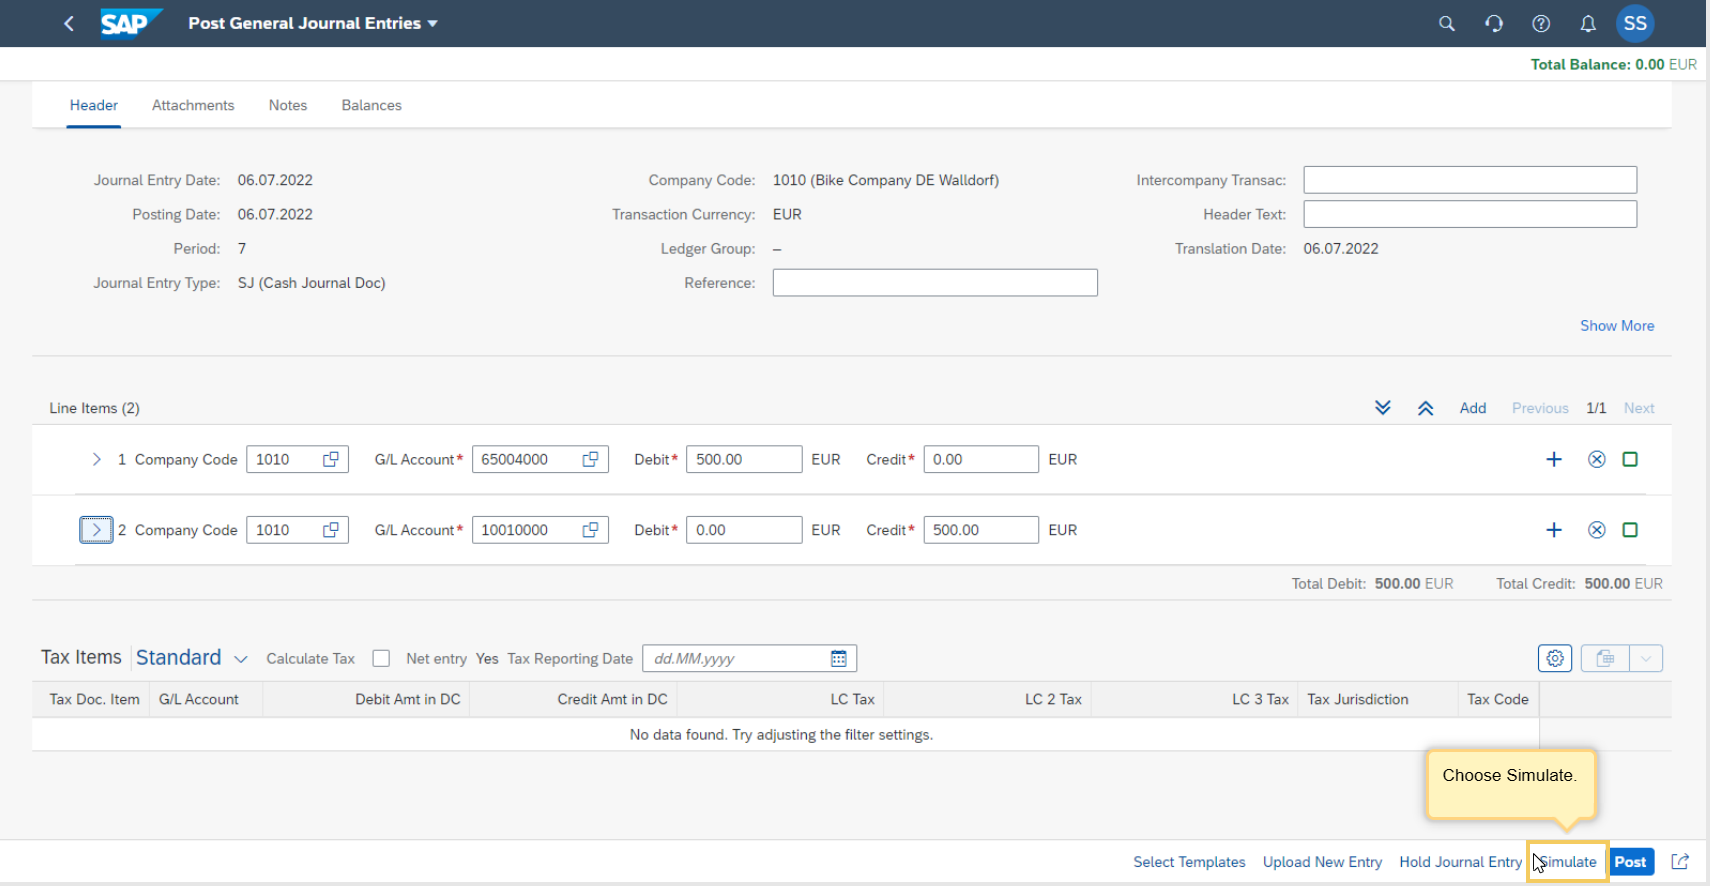 SAP Post General Journal Entries SS
Total Balance: 0.00 EUR
Header Attachments Notes Balances
Journal Entry Date: 06.07.2022 Company Code: 1010 (Bike Company DE Walldorf) Intercompany Transac:
Posting Date: 06.07.2022 Transaction Currency: EUR Header Text:
Period: 7 Ledger Group: – Translation Date: 06.07.2022
Journal Entry Type: SJ (Cash Journal Doc) Reference:
Show More
Line Items (2) Add Previous 1/1 Next
1 Company Code 1010 G/L Account* 65004000 Debit* 500.00 EUR Credit* 0.00 EUR
2 Company Code 1010 G/L Account* 10010000 Debit* 0.00 EUR Credit* 500.00 EUR
Total Debit: 500.00 EUR Total Credit: 500.00 EUR
Tax Items Standard Calculate Tax Net entry Yes Tax Reporting Date dd.MM.yyyy
Tax Doc. Item G/L Account Debit Amt in DC Credit Amt in DC LC Tax LC 2 Tax LC 3 Tax Tax Jurisdiction Tax Code
No data found. Try adjusting the filter settings.
Choose Simulate.
Select Templates Upload New Entry Hold Journal Entry Simulate Post